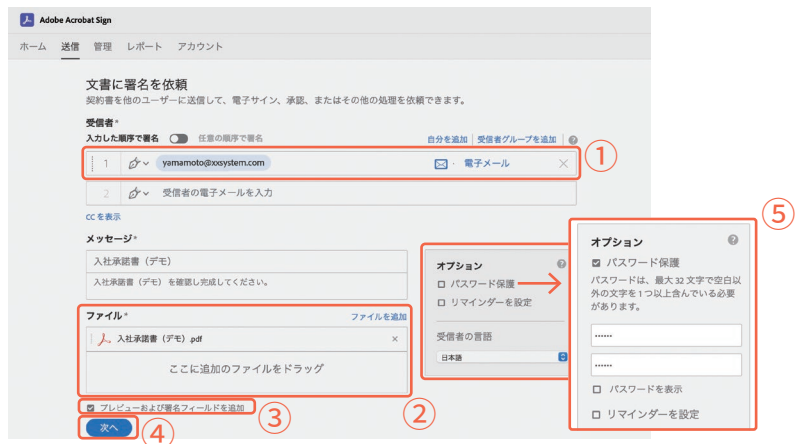 Adobe Acrobat Sign
ホーム 送信 管理 レポート アカウント
文書に署名を依頼
契約書を他のユーザーに送信して、電子サイン、承認、またはその他の処理を依頼できます。
受信者*
入力した順序で署名 任意の順序で署名 自分を追加 受信者グループを追加 ?
1 yamamoto@xxsystem.com 電子メール ×
①
2 受信者の電子メールを入力
CC を表示
メッセージ*
入社承諾書（デモ）
入社承諾書（デモ）を確認し完成してください。
ファイル* ファイルを追加
入社承諾書（デモ）.pdf ×
ここに追加のファイルをドラッグ
プレビューおよび署名フィールドを追加
③
次へ
④
オプション ?
パスワード保護
リマインダーを設定
受信者の言語
日本語
②
⑤
オプション ?
パスワード保護
パスワードは、最大 32 文字で空白以
外の文字を 1 つ以上含んでいる必要
があります。
••••••
••••••
パスワードを表示
リマインダーを設定